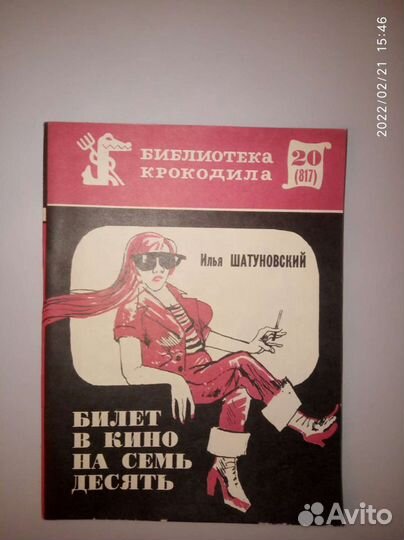 2022/02/21 15:46
БИБЛИОТЕКА
КРОКОДИЛА
20
(817)
Илья ШАТУНОВСКИЙ
БИЛЕТ
В КИНО
НА СЕМЬ
ДЕСЯТЬ
Avito